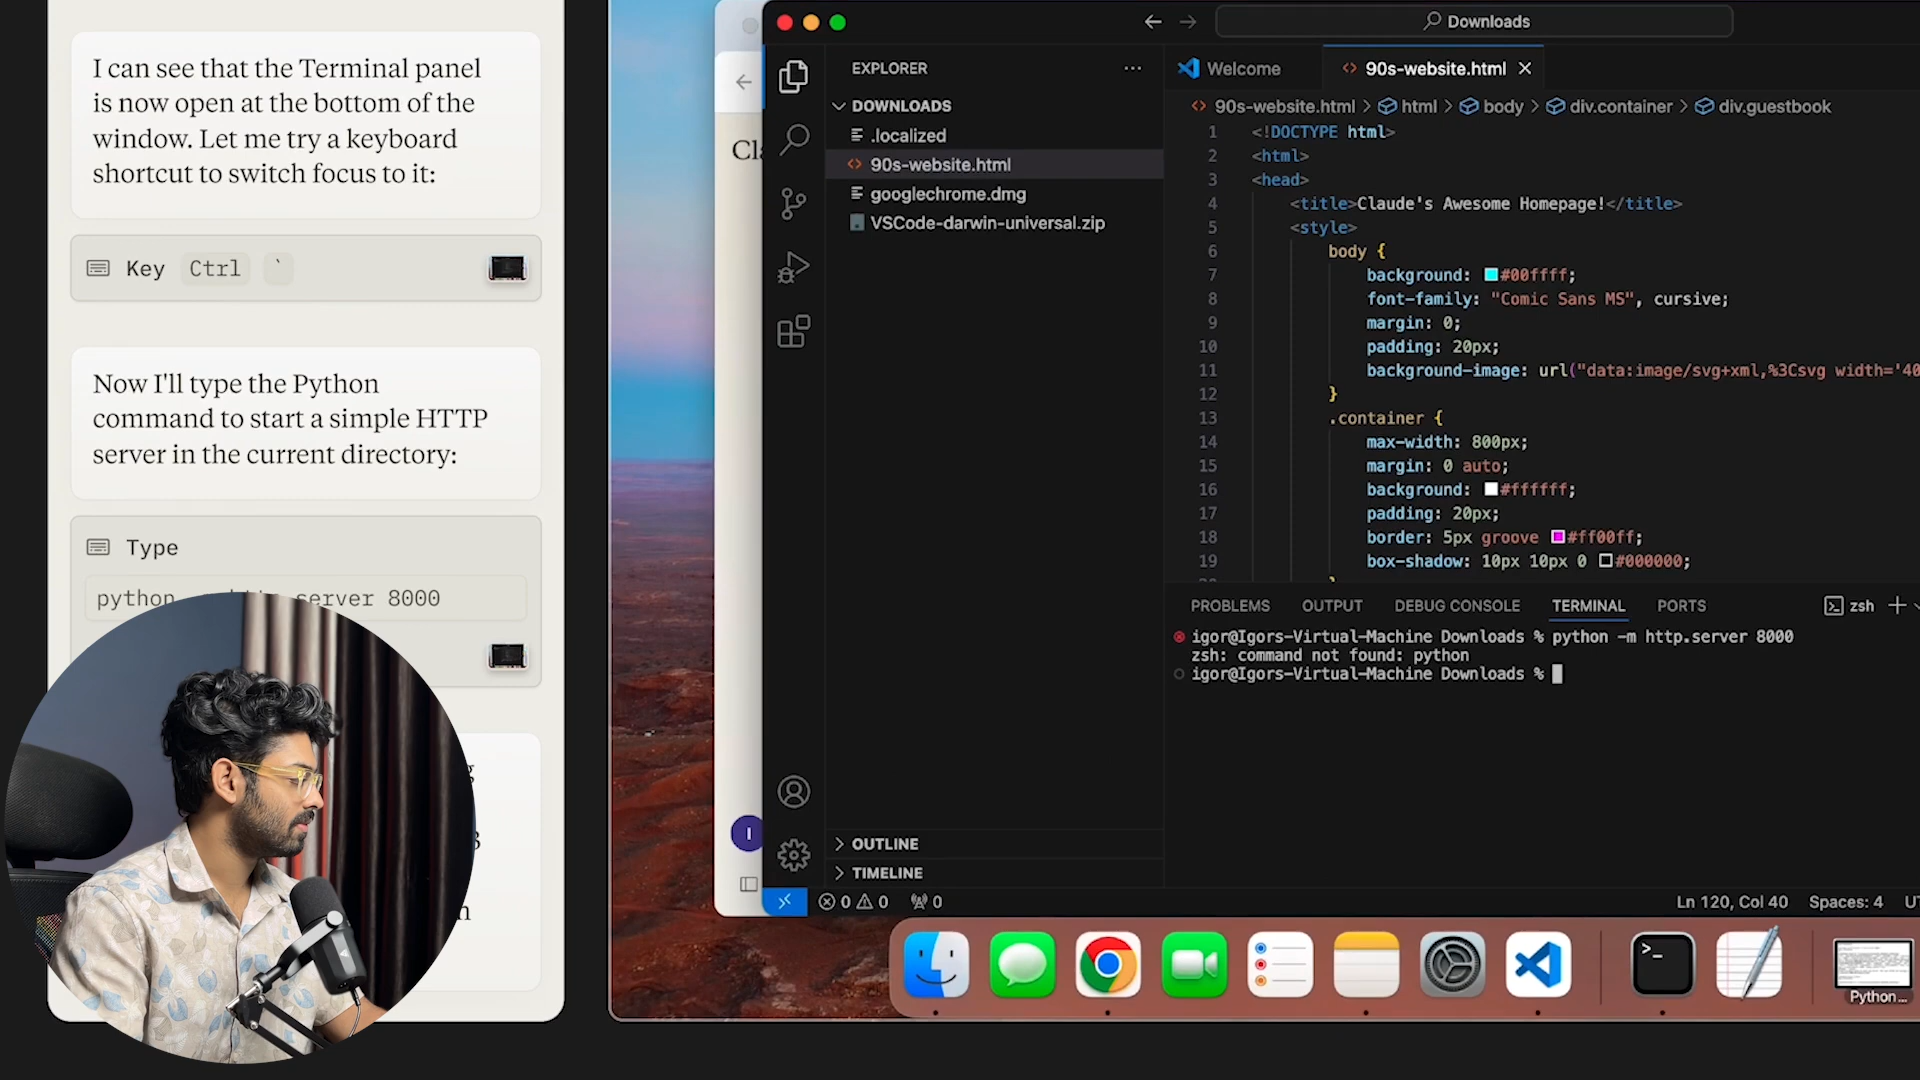 I can see that the Terminal panel
is now open at the bottom of the
window. Let me try a keyboard
shortcut to switch focus to it:
Key Ctrl `
Now I'll type the Python
command to start a simple HTTP
server in the current directory:
Type
python server 8000
Downloads
EXPLORER
DOWNLOADS
.localized
90s-website.html
googlechrome.dmg
VSCode-darwin-universal.zip
OUTLINE
TIMELINE
Welcome
90s-website.html
90s-website.html > html > body > div.container > div.guestbook
1 <!DOCTYPE html>
2 <html>
3 <head>
4 <title>Claude's Awesome Homepage!</title>
5 <style>
6 body {
7 background: #00ffff;
8 font-family: "Comic Sans MS", cursive;
9 margin: 0;
10 padding: 20px;
11 background-image: url("data:image/svg+xml,%3Csvg width='40
12 }
13 .container {
14 max-width: 800px;
15 margin: 0 auto;
16 background: #ffffff;
17 padding: 20px;
18 border: 5px groove #ff00ff;
19 box-shadow: 10px 10px 0 #000000;
PROBLEMS OUTPUT DEBUG CONSOLE TERMINAL PORTS zsh
igor@Igors-Virtual-Machine Downloads % python -m http.server 8000
zsh: command not found: python
igor@Igors-Virtual-Machine Downloads %
0 0 0
Ln 120, Col 40 Spaces: 4
Python...